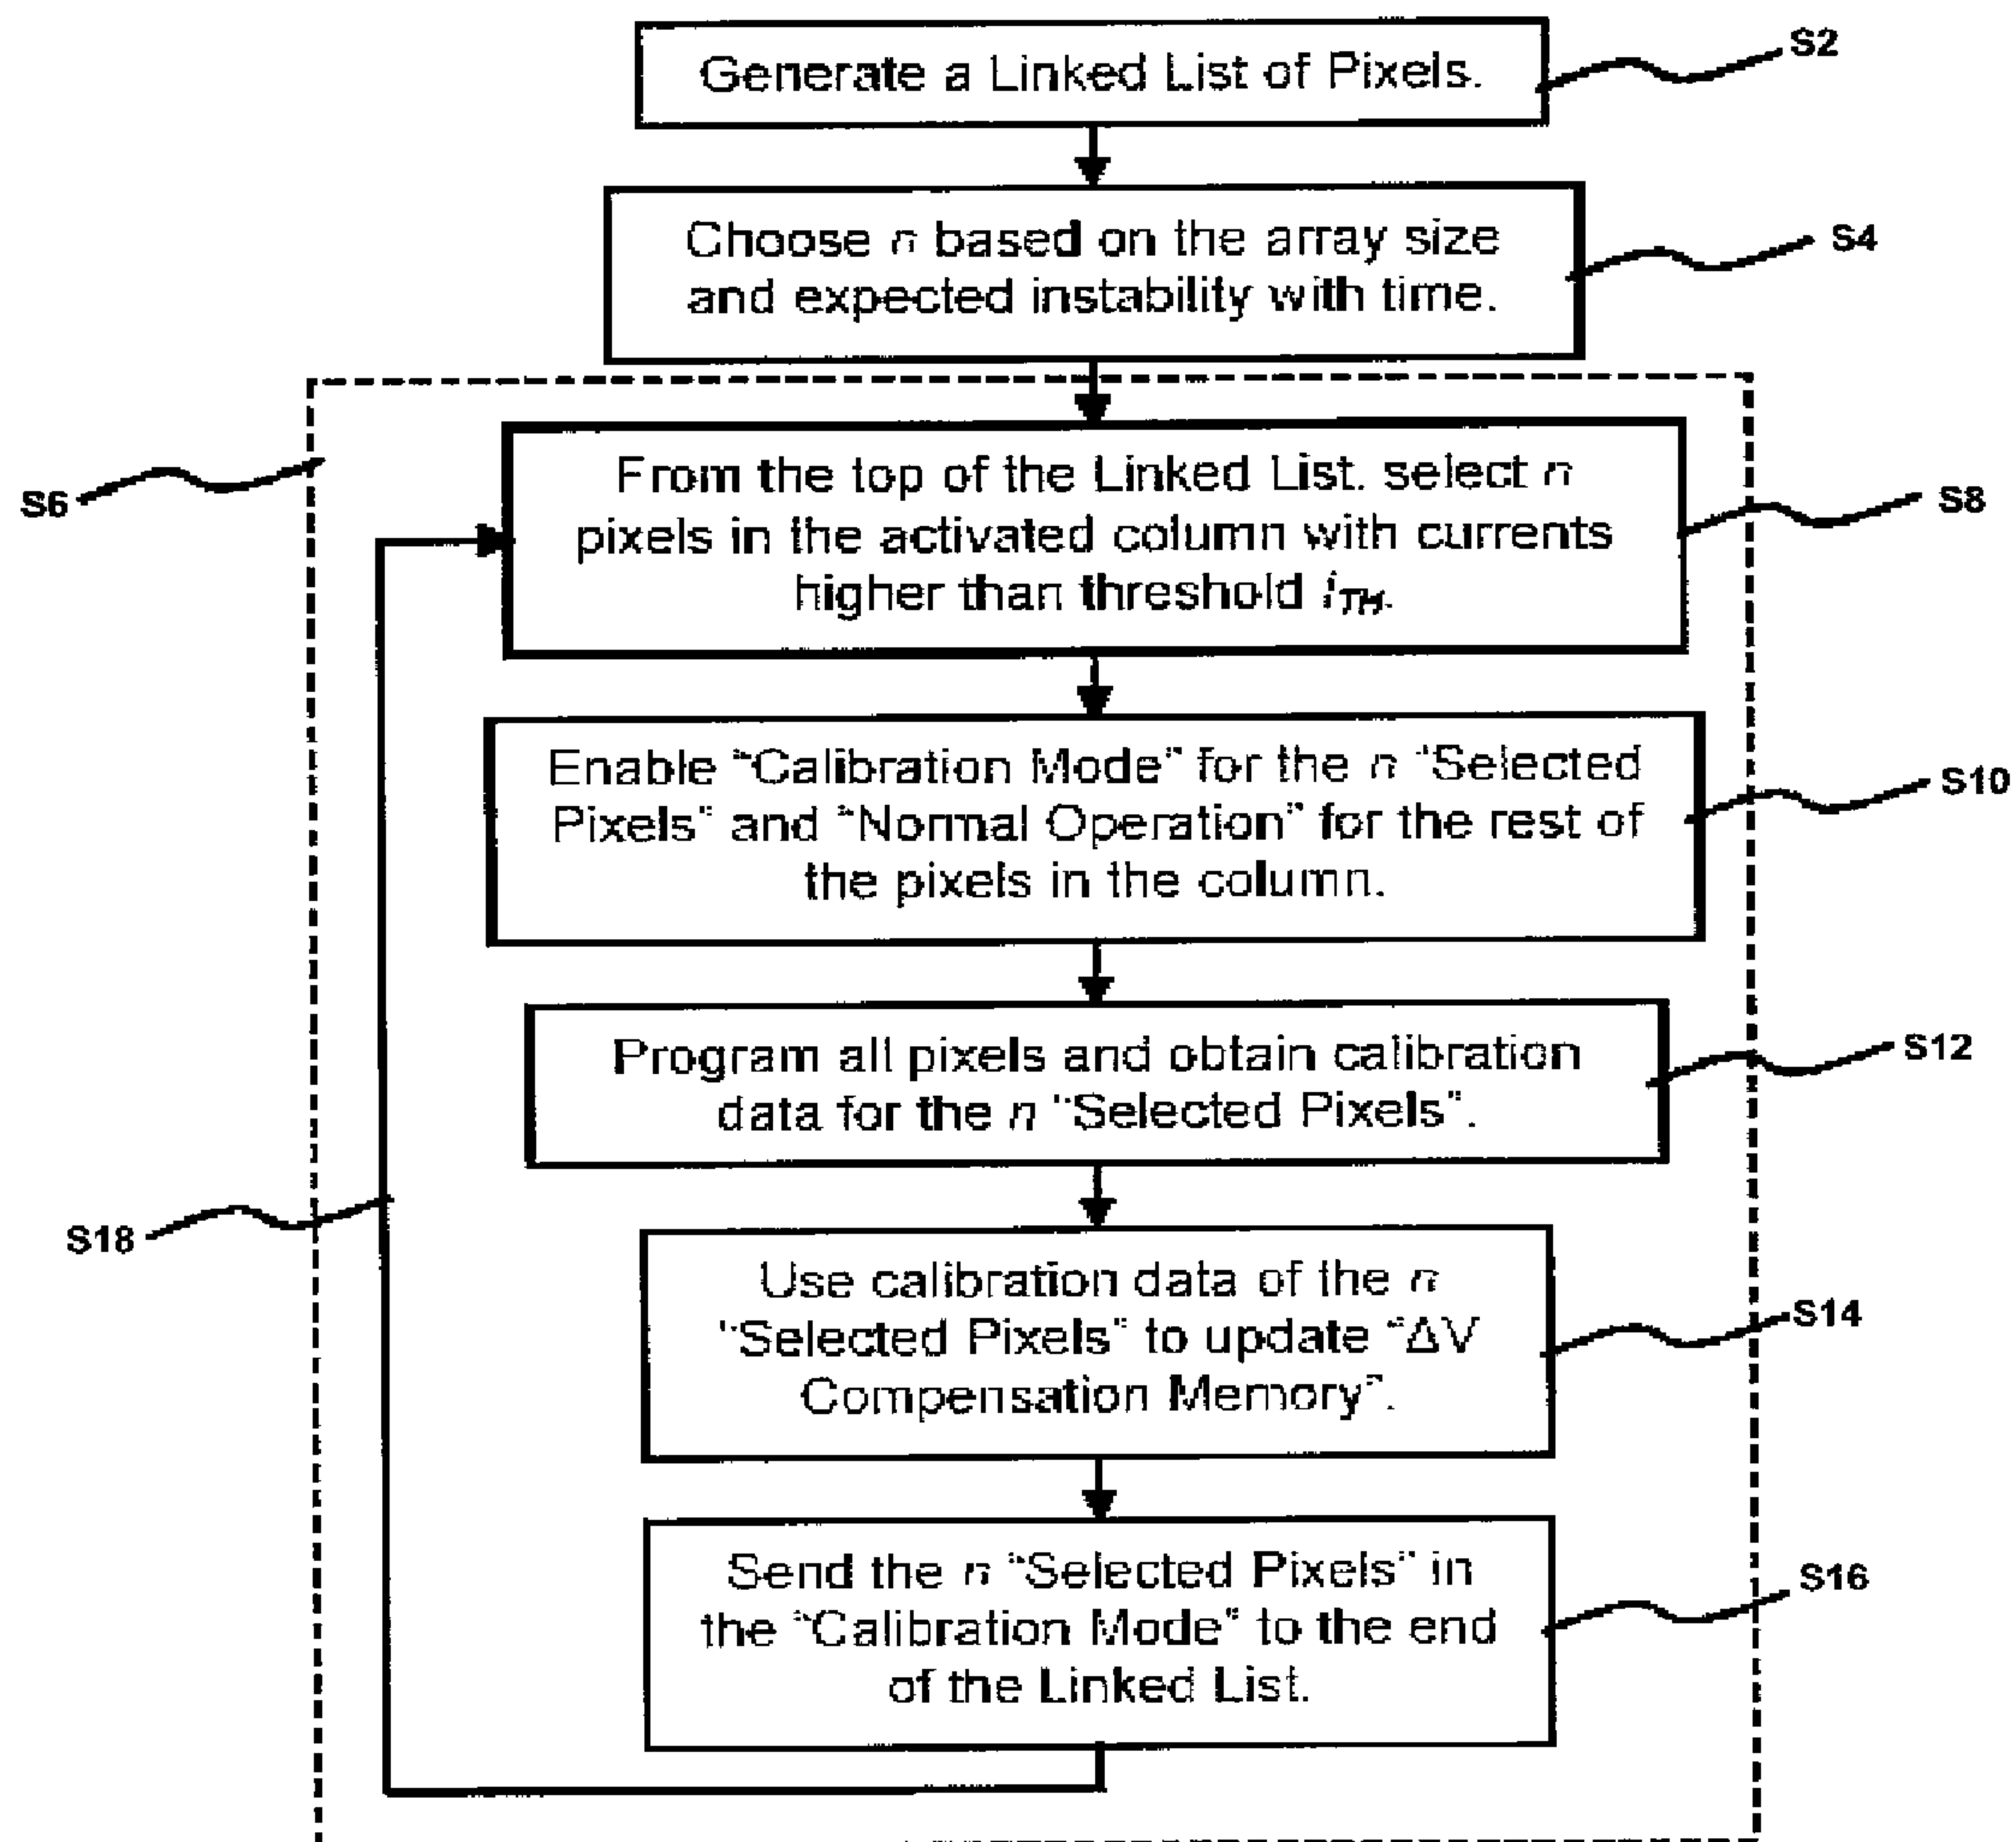 Generate a Linked List of Pixels.
S2
Choose n based on the array size
and expected instability with time.
S4
S6
From the top of the Linked List. select n
pixels in the activated column with currents
higher than threshold iTH.
S8
Enable "Calibration Mode" for the n "Selected
Pixels" and "Normal Operation" for the rest of
the pixels in the column.
S10
Program all pixels and obtain calibration
data for the n "Selected Pixels".
S12
S18
Use calibration data of the n
"Selected Pixels" to update "ΔV
Compensation Memory".
S14
Send the n "Selected Pixels" in
the "Calibration Mode" to the end
of the Linked List.
S16